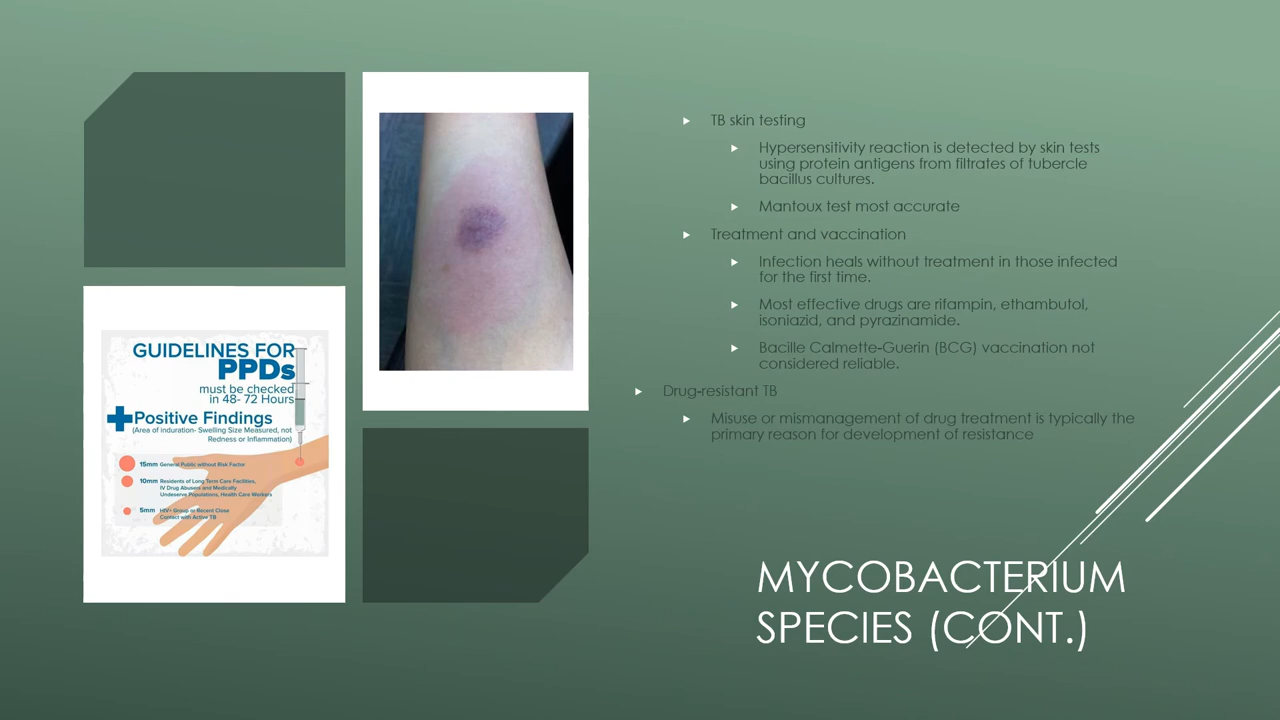 GUIDELINES FOR
PPDs
must be checked
in 48- 72 Hours
Positive Findings
(Area of induration- Swelling Size Measured, not
Redness or Inflammation)
15mm General Public without Risk Factor
10mm Residents of Long Term Care Facilities,
IV Drug Abusers and Medically
Undeserve Populations, Health Care Workers
5mm HIV+ Group or Recent Close
Contact with Active TB
TB skin testing
Hypersensitivity reaction is detected by skin tests
using protein antigens from filtrates of tubercle
bacillus cultures.
Mantoux test most accurate
Treatment and vaccination
Infection heals without treatment in those infected
for the first time.
Most effective drugs are rifampin, ethambutol,
isoniazid, and pyrazinamide.
Bacille Calmette-Guerin (BCG) vaccination not
considered reliable.
Drug-resistant TB
Misuse or mismanagement of drug treatment is typically the
primary reason for development of resistance
MYCOBACTERIUM
SPECIES (CONT.)